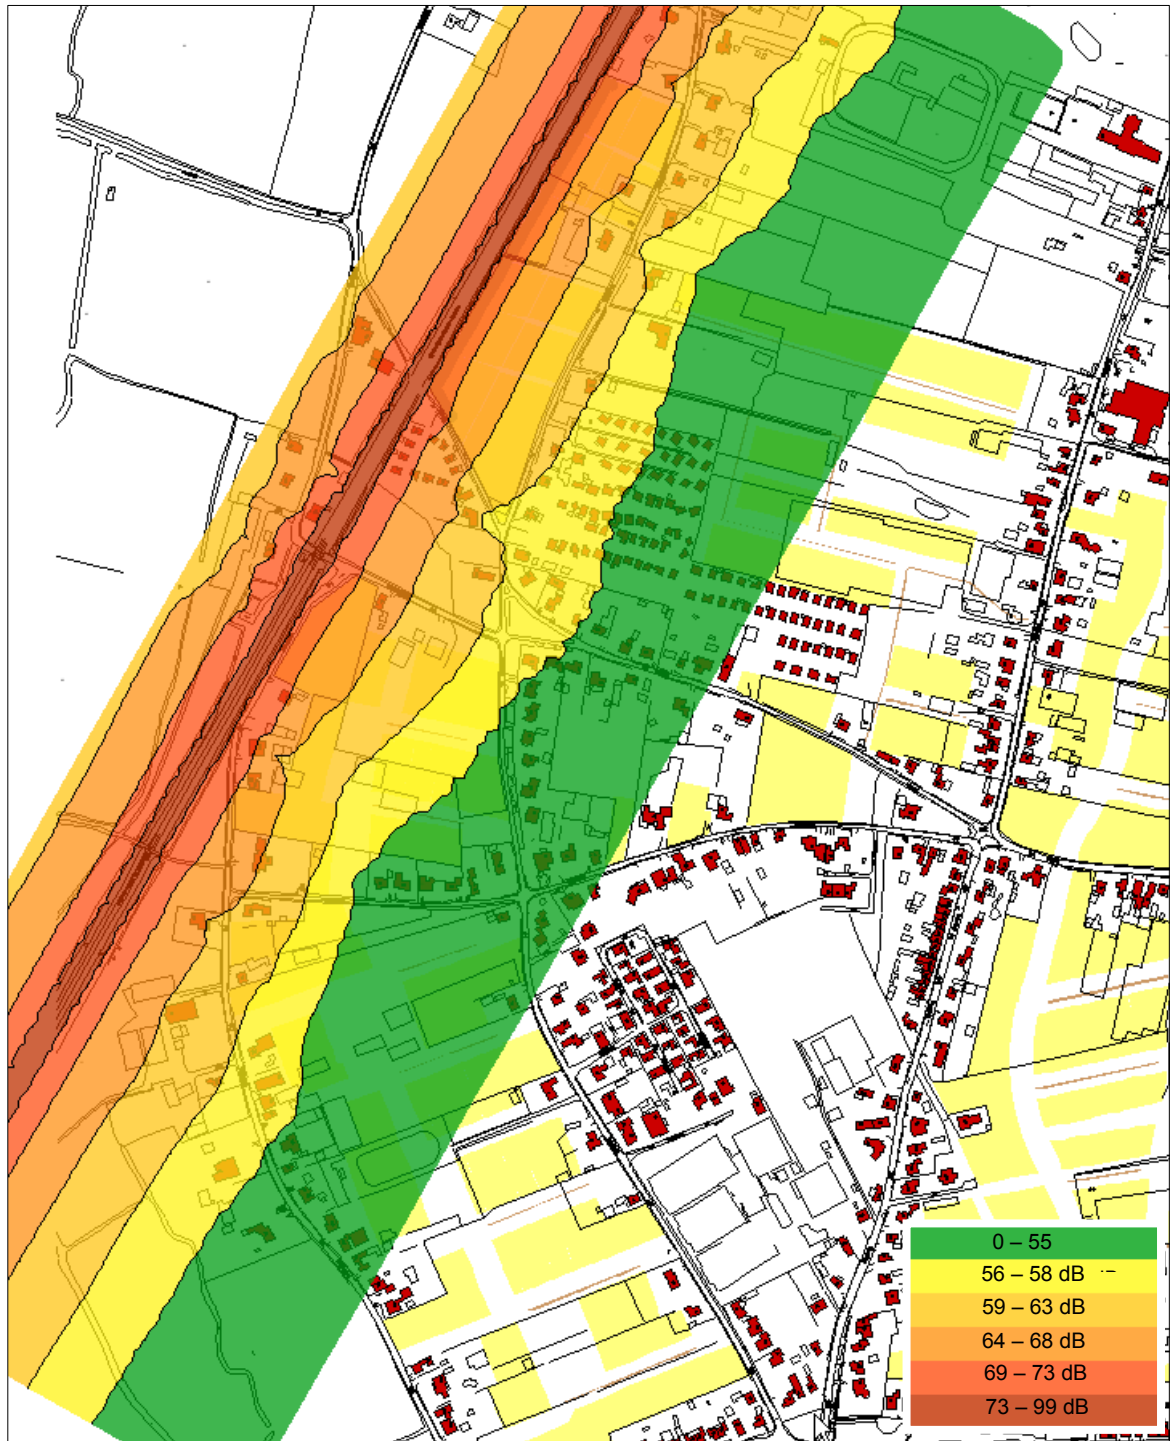 0 – 55
56 – 58 dB
59 – 63 dB
64 – 68 dB
69 – 73 dB
73 – 99 dB